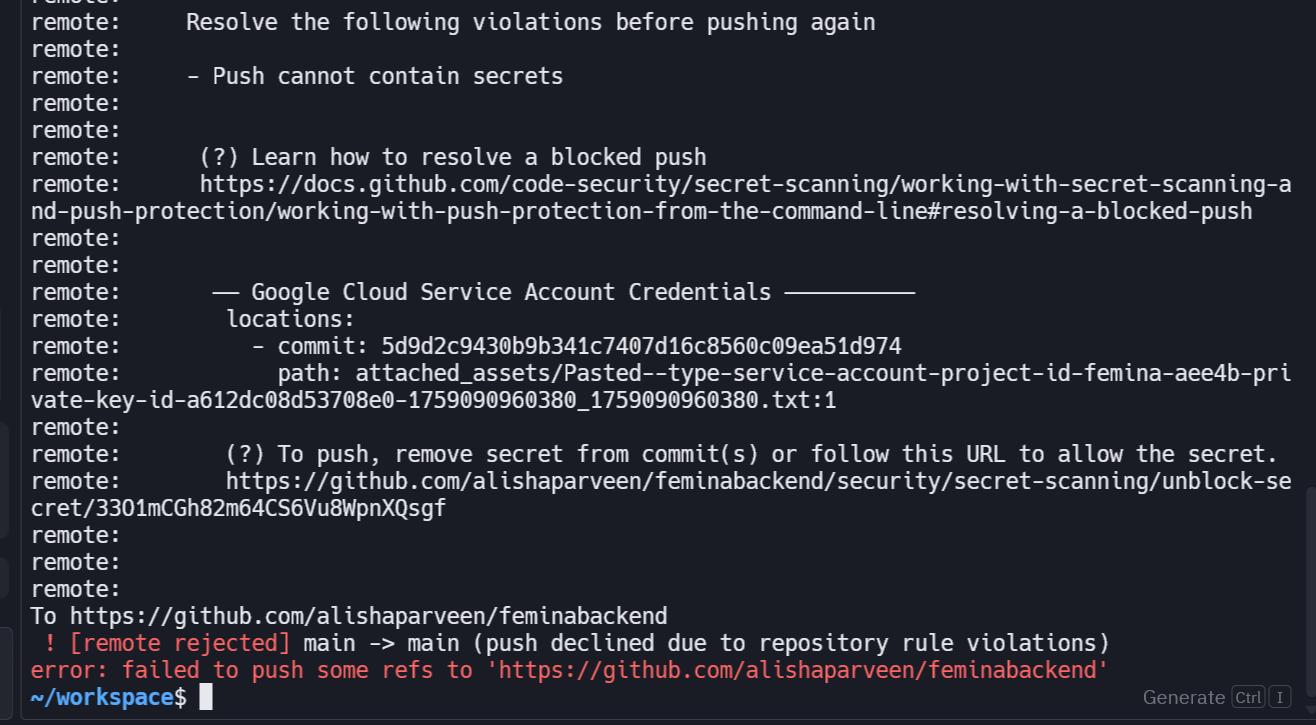 remote:
remote:     Resolve the following violations before pushing again
remote:
remote:     - Push cannot contain secrets
remote:
remote:
remote:      (?) Learn how to resolve a blocked push
remote:      https://docs.github.com/code-security/secret-scanning/working-with-secret-scanning-a
nd-push-protection/working-with-push-protection-from-the-command-line#resolving-a-blocked-push
remote:
remote:
remote:       —— Google Cloud Service Account Credentials ——————————
remote:        locations:
remote:          - commit: 5d9d2c9430b9b341c7407d16c8560c09ea51d974
remote:            path: attached_assets/Pasted--type-service-account-project-id-femina-aee4b-pri
vate-key-id-a612dc08d53708e0-1759090960380_1759090960380.txt:1
remote:
remote:        (?) To push, remove secret from commit(s) or follow this URL to allow the secret.
remote:        https://github.com/alishaparveen/feminabackend/security/secret-scanning/unblock-se
cret/33O1mCGh82m64CS6Vu8WpnXQsgf
remote:
remote:
remote:
To https://github.com/alishaparveen/feminabackend
 ! [remote rejected] main -> main (push declined due to repository rule violations)
error: failed to push some refs to 'https://github.com/alishaparveen/feminabackend'
~/workspace$
Generate Ctrl I